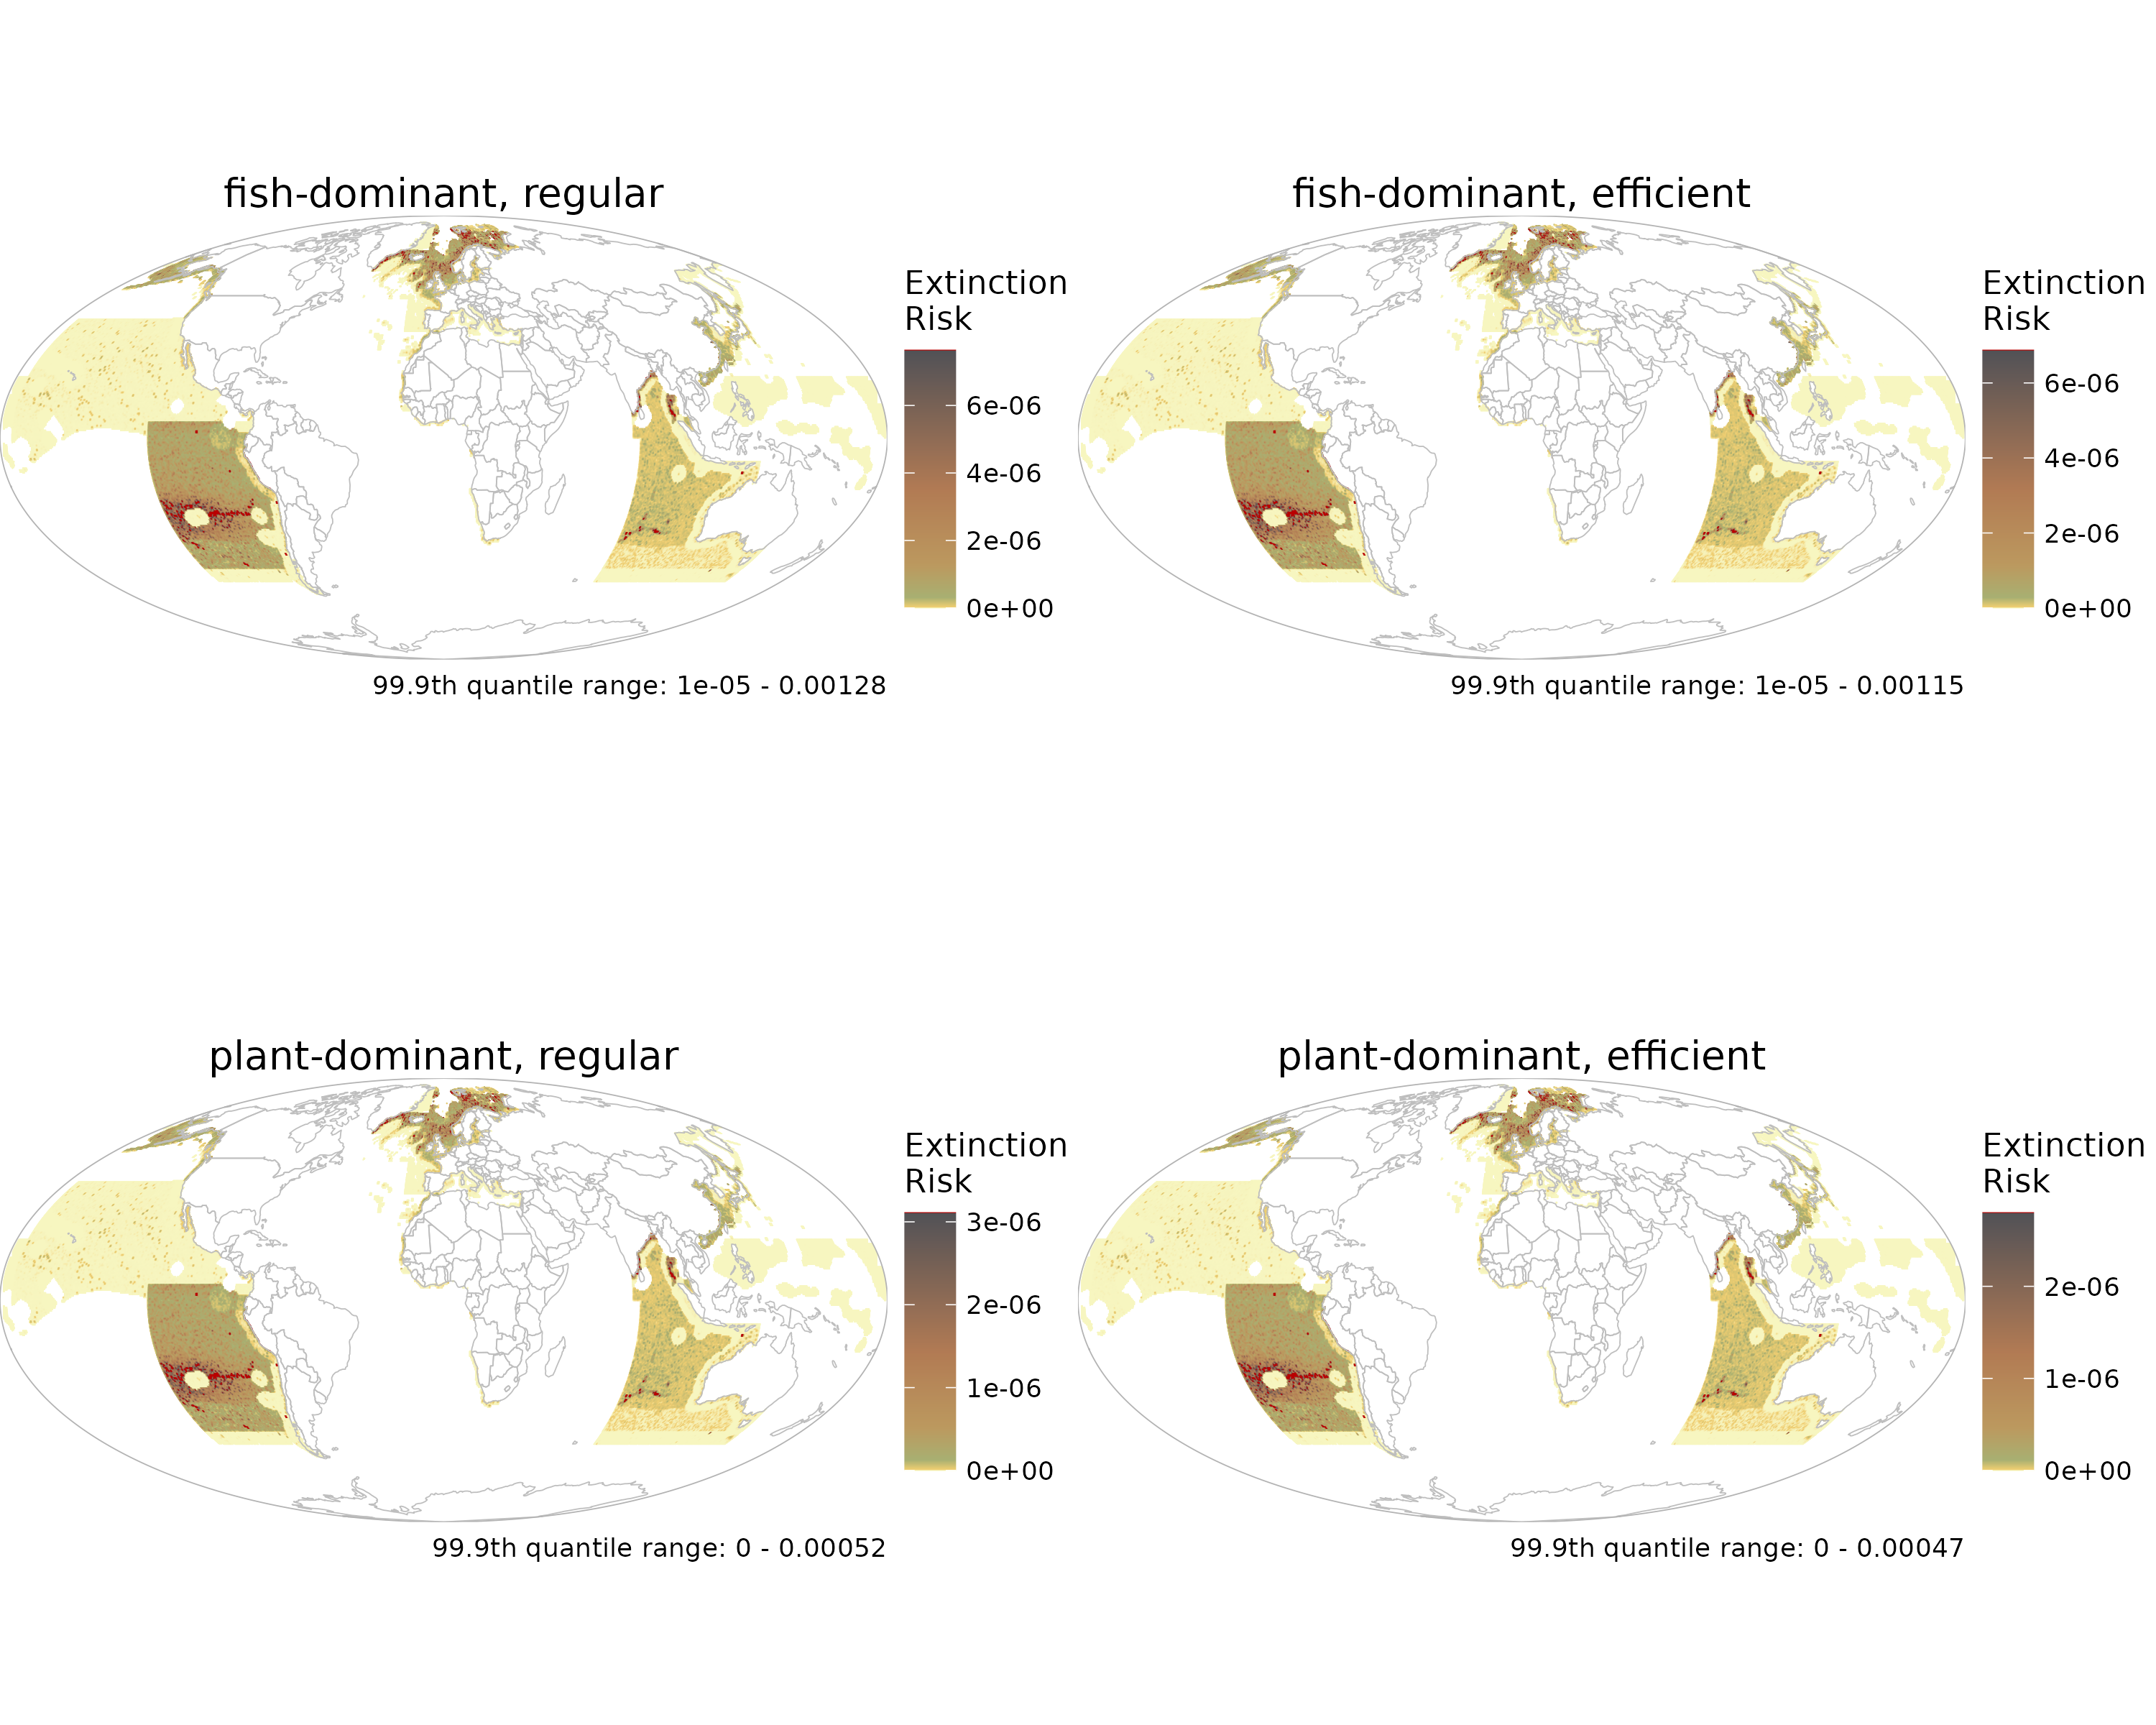 fish-dominant, regular
Extinction
Risk
6e-06
4e-06
2e-06
0e+00
99.9th quantile range: 1e-05 - 0.00128
fish-dominant, efficient
Extinction
Risk
6e-06
4e-06
2e-06
0e+00
99.9th quantile range: 1e-05 - 0.00115
plant-dominant, regular
Extinction
Risk
3e-06
2e-06
1e-06
0e+00
99.9th quantile range: 0 - 0.00052
plant-dominant, efficient
Extinction
Risk
2e-06
1e-06
0e+00
99.9th quantile range: 0 - 0.00047